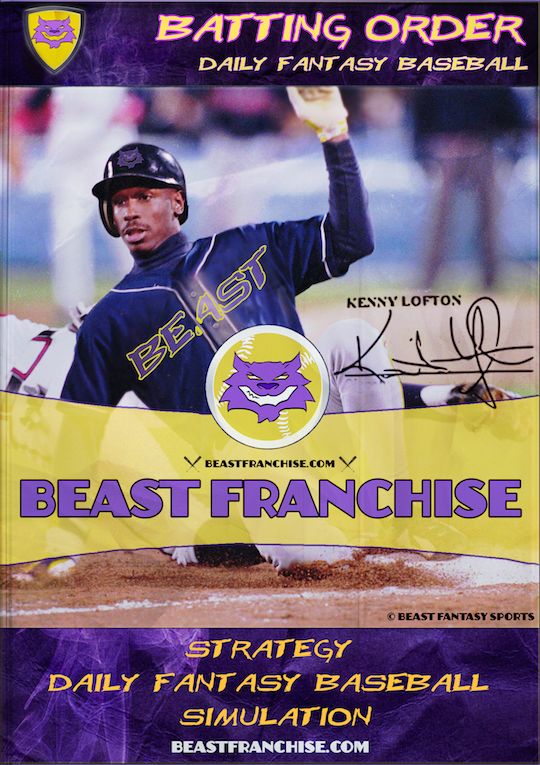 BATTING ORDER
DAILY FANTASY BASEBALL
BEAST
KENNY LOFTON
BEASTFRANCHISE.COM
BEAST FRANCHISE
© BEAST FANTASY SPORTS
STRATEGY
DAILY FANTASY BASEBALL
SIMULATION
BEASTFRANCHISE.COM